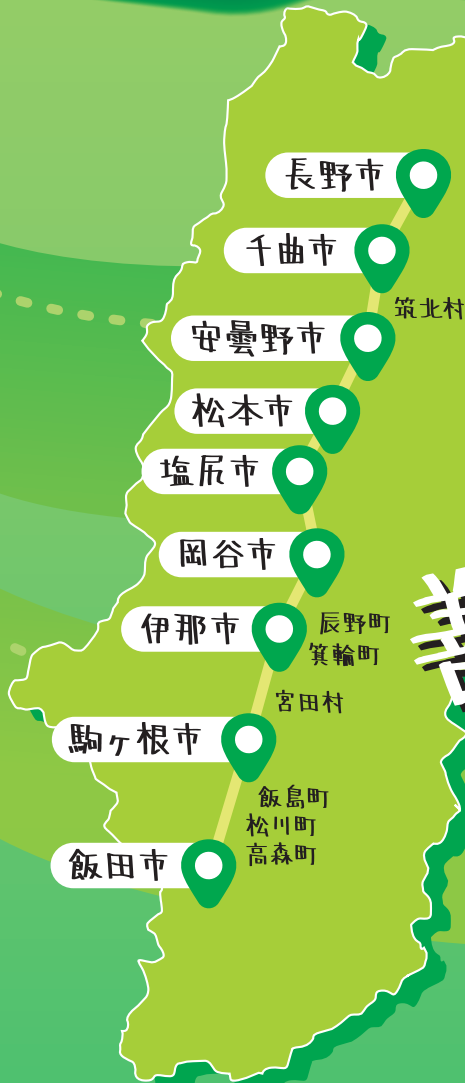 長野市
千曲市
筑北村
安曇野市
松本市
塩尻市
岡谷市
伊那市
辰野町
箕輪町
宮田村
駒ヶ根市
飯島町
松川町
高森町
飯田市